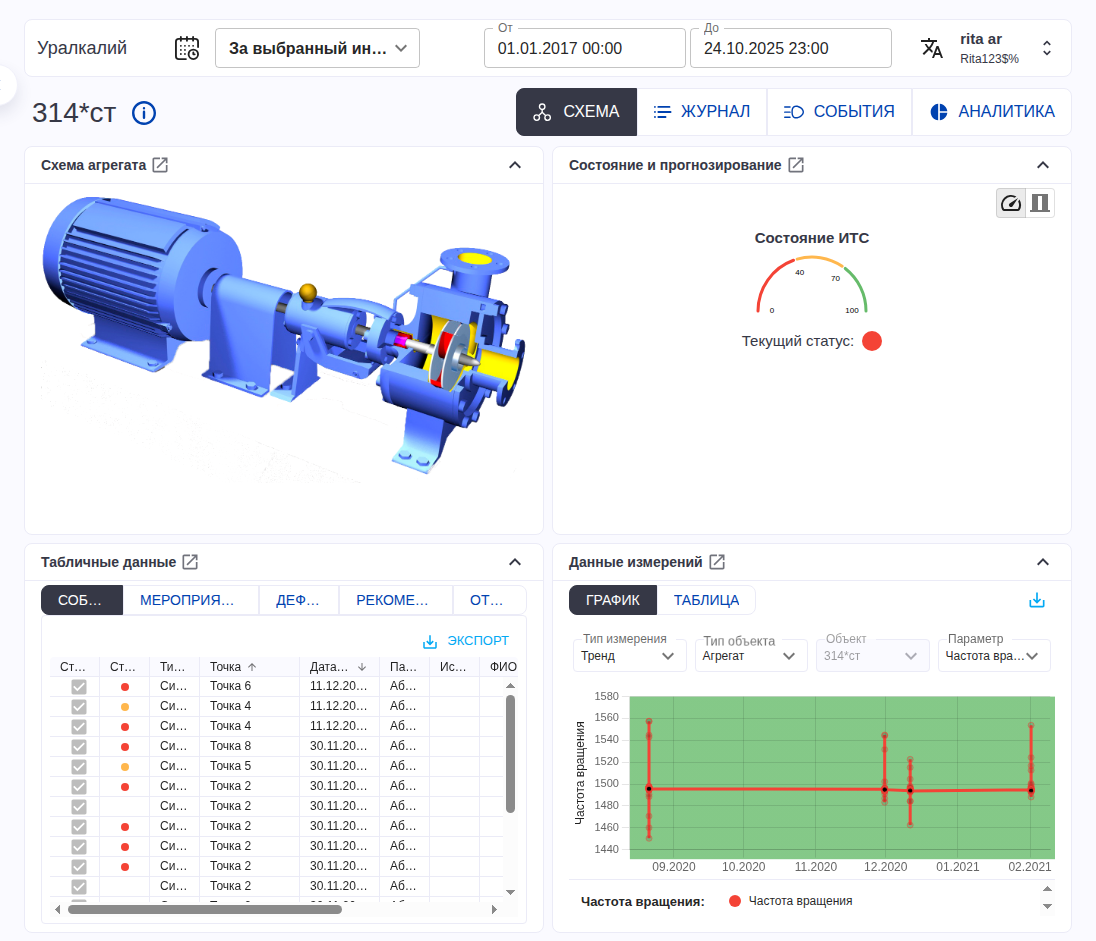 Уралкалий
За выбранный ин...
От
01.01.2017 00:00
До
24.10.2025 23:00
rita ar
Rita123$%
314*ст
СХЕМА
ЖУРНАЛ
СОБЫТИЯ
АНАЛИТИКА
Схема агрегата
Состояние и прогнозирование
Состояние ИТС
0 40 70 100
Текущий статус:
Табличные данные
СОБ... МЕРОПРИЯ... ДЕФ... РЕКОМЕ... ОТ...
ЭКСПОРТ
Ст... Ст... Ти... Точка Дата... Па... Ис... ФИО
Си... Точка 6 11.12.20... Аб...
Си... Точка 4 11.12.20... Аб...
Си... Точка 4 11.12.20... Аб...
Си... Точка 8 30.11.20... Аб...
Си... Точка 5 30.11.20... Аб...
Си... Точка 2 30.11.20... Аб...
Си... Точка 2 30.11.20... Аб...
Си... Точка 2 30.11.20... Аб...
Си... Точка 2 30.11.20... Аб...
Си... Точка 2 30.11.20... Аб...
Си... Точка 2 30.11.20... Аб...
Данные измерений
ГРАФИК ТАБЛИЦА
Тип измерения
Тренд
Тип объекта
Агрегат
Объект
314*ст
Параметр
Частота вра...
Частота вращения
1580
1560
1540
1520
1500
1480
1460
1440
09.2020 10.2020 11.2020 12.2020 01.2021 02.2021
Частота вращения: Частота вращения